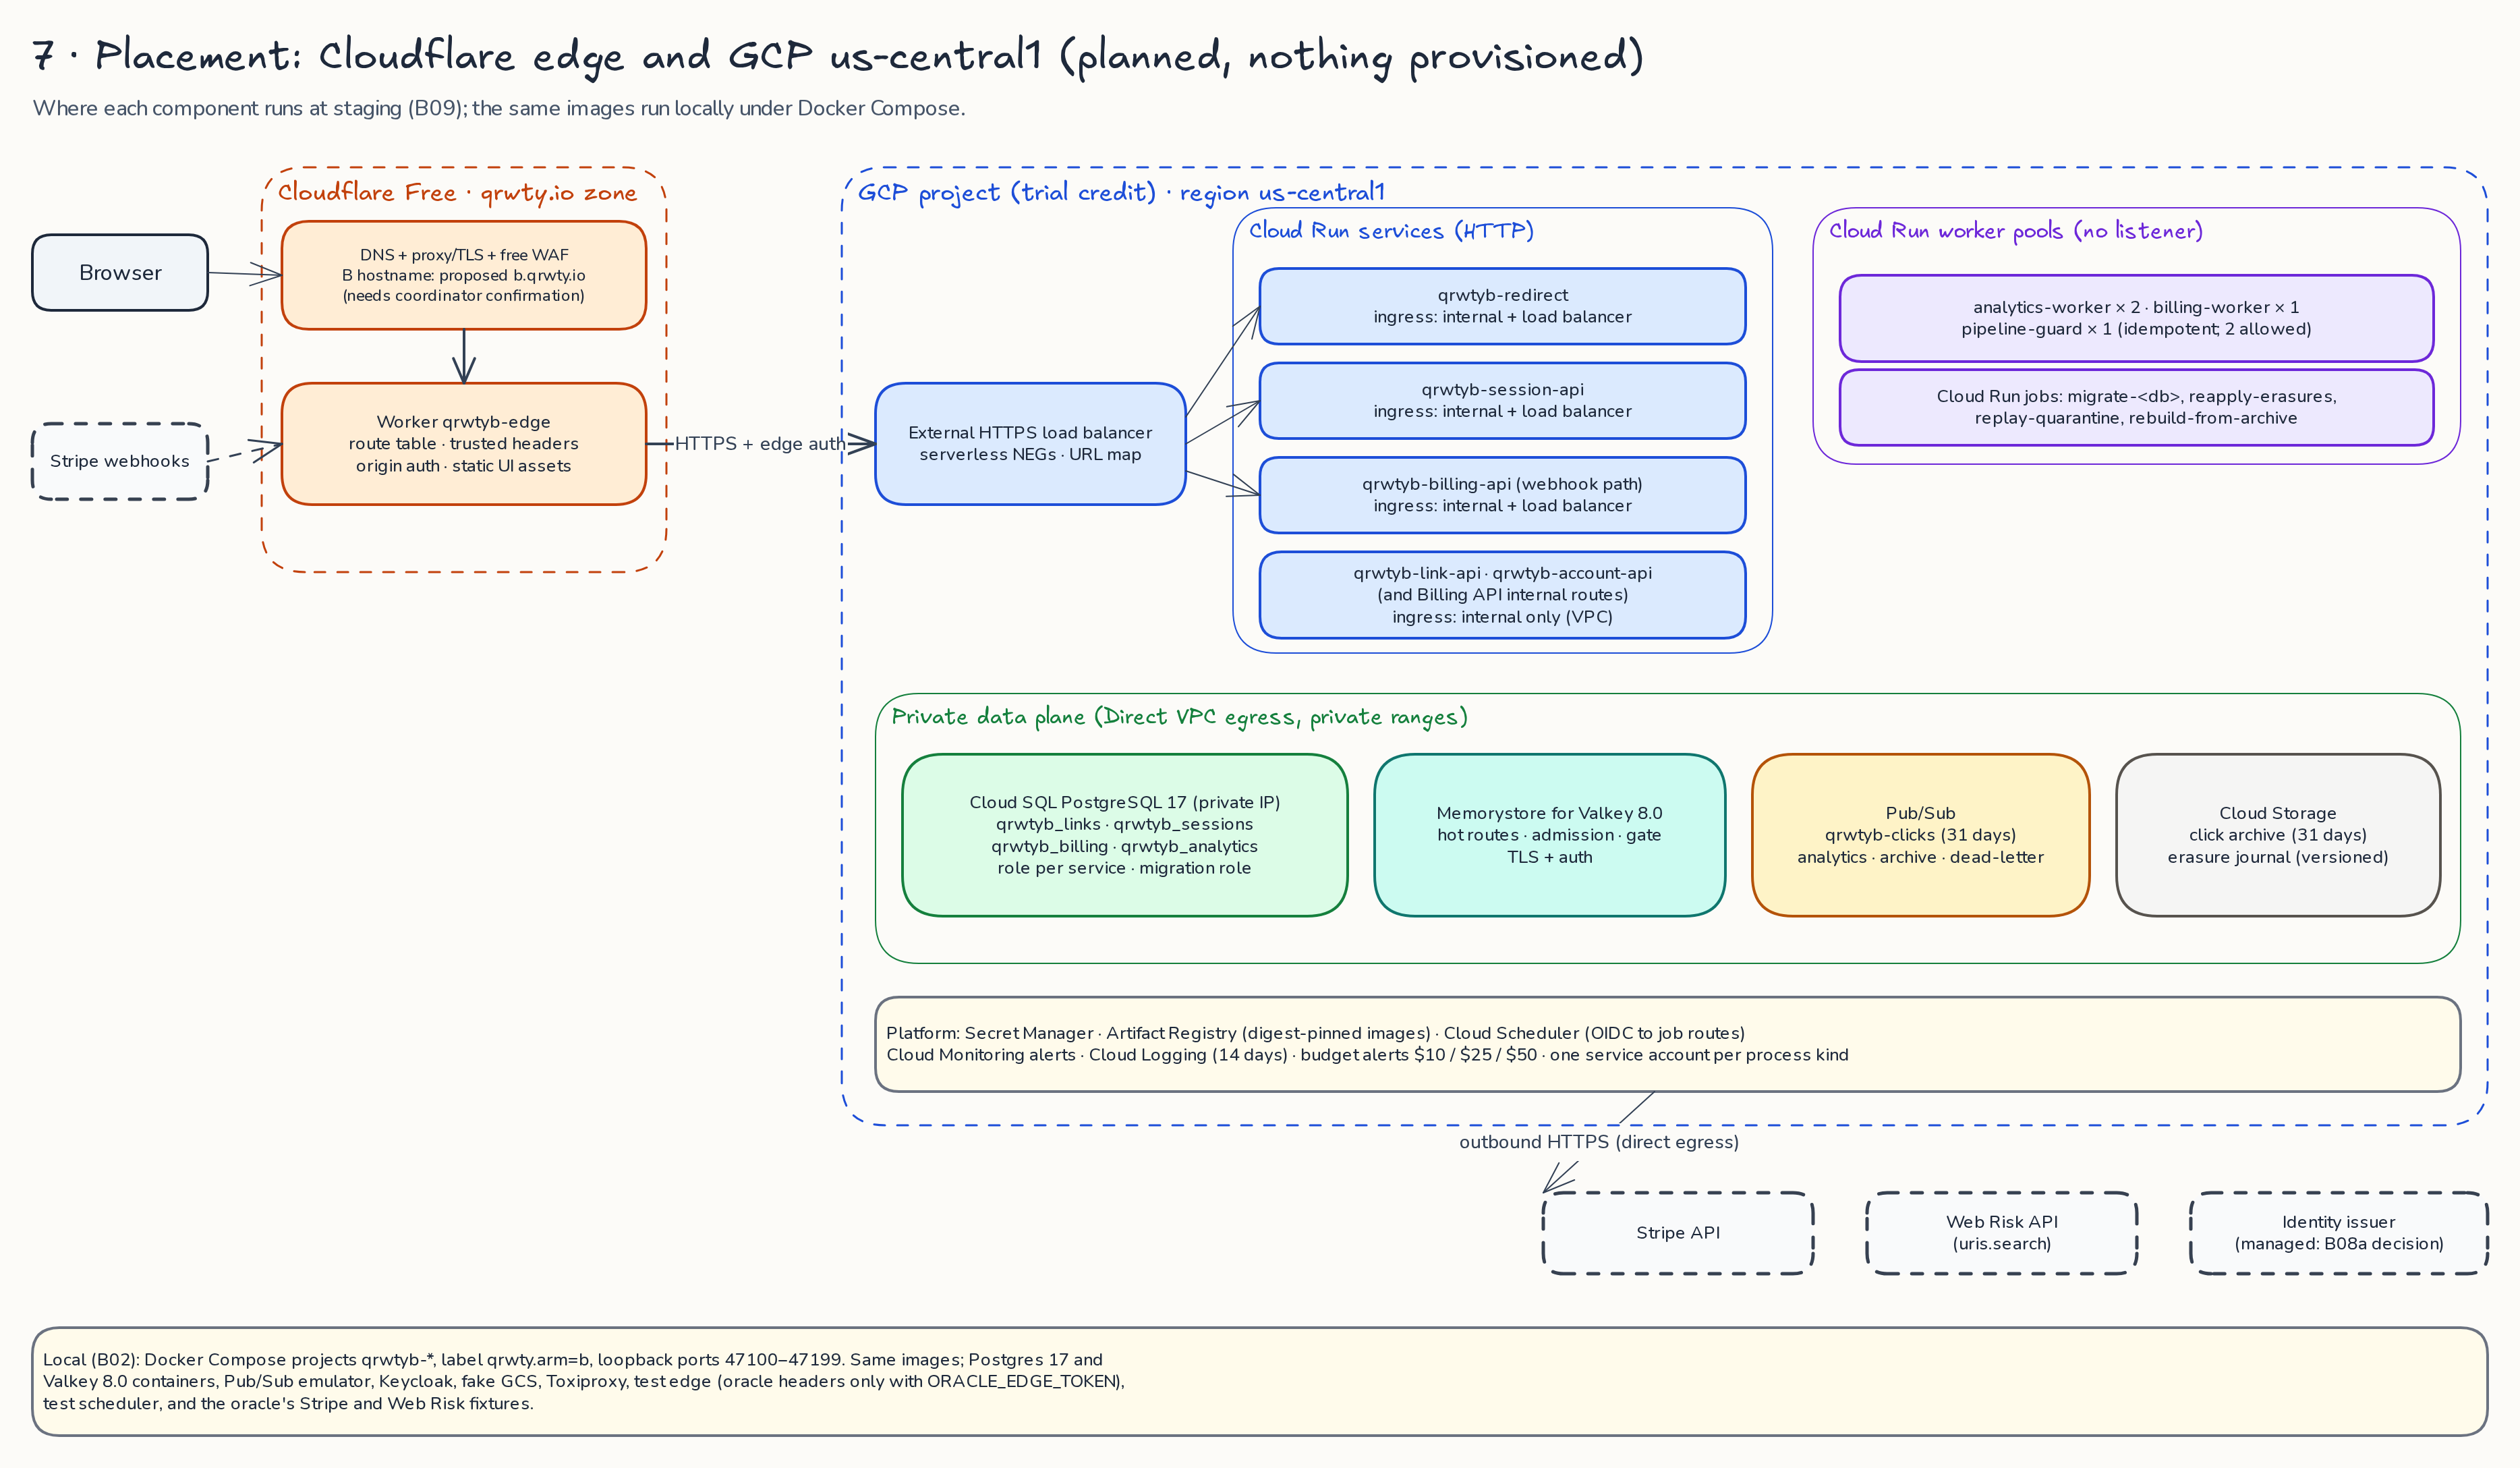 7 · Placement: Cloudflare edge and GCP us-central1 (planned, nothing provisioned)
Where each component runs at staging (B09); the same images run locally under Docker Compose.
Cloudflare Free · qrwty.io zone
Browser
DNS + proxy/TLS + free WAF
B hostname: proposed b.qrwty.io
(needs coordinator confirmation)
Stripe webhooks
Worker qrwtyb-edge
route table · trusted headers
origin auth · static UI assets
HTTPS + edge auth
GCP project (trial credit) · region us-central1
External HTTPS load balancer
serverless NEGs · URL map
Cloud Run services (HTTP)
qrwtyb-redirect
ingress: internal + load balancer
qrwtyb-session-api
ingress: internal + load balancer
qrwtyb-billing-api (webhook path)
ingress: internal + load balancer
qrwtyb-link-api · qrwtyb-account-api
(and Billing API internal routes)
ingress: internal only (VPC)
Cloud Run worker pools (no listener)
analytics-worker × 2 · billing-worker × 1
pipeline-guard × 1 (idempotent; 2 allowed)
Cloud Run jobs: migrate-<db>, reapply-erasures,
replay-quarantine, rebuild-from-archive
Private data plane (Direct VPC egress, private ranges)
Cloud SQL PostgreSQL 17 (private IP)
qrwtyb_links · qrwtyb_sessions
qrwtyb_billing · qrwtyb_analytics
role per service · migration role
Memorystore for Valkey 8.0
hot routes · admission · gate
TLS + auth
Pub/Sub
qrwtyb-clicks (31 days)
analytics · archive · dead-letter
Cloud Storage
click archive (31 days)
erasure journal (versioned)
Platform: Secret Manager · Artifact Registry (digest-pinned images) · Cloud Scheduler (OIDC to job routes)
Cloud Monitoring alerts · Cloud Logging (14 days) · budget alerts $10 / $25 / $50 · one service account per process kind
outbound HTTPS (direct egress)
Stripe API
Web Risk API
(uris.search)
Identity issuer
(managed: B08a decision)
Local (B02): Docker Compose projects qrwtyb-*, label qrwty.arm=b, loopback ports 47100–47199. Same images; Postgres 17 and
Valkey 8.0 containers, Pub/Sub emulator, Keycloak, fake GCS, Toxiproxy, test edge (oracle headers only with ORACLE_EDGE_TOKEN),
test scheduler, and the oracle's Stripe and Web Risk fixtures.